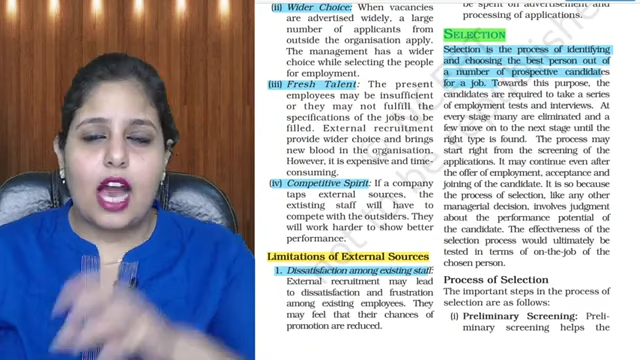 (ii) Wider Choice: When vacancies
are advertised widely, a large
number of applicants from
outside the organisation apply.
The management has a wider
choice while selecting the people
for employment.
(iii) Fresh Talent: The present
employees may be insufficient
or they may not fulfill the
specifications of the jobs to be
filled. External recruitment
provide wider choice and brings
new blood in the organisation.
However, it is expensive and time-
consuming.
(iv) Competitive Spirit: If a company
taps external sources, the
existing staff will have to
compete with the outsiders. They
will work harder to show better
performance.
Limitations of External Sources
1. Dissatisfaction among existing staff:
External recruitment may lead
to dissatisfaction and frustration
among existing employees. They
may feel that their chances of
promotion are reduced.
be spent on advertisement and
processing of applications.
SELECTION
Selection is the process of identifying
and choosing the best person out of
a number of prospective candidates
for a job. Towards this purpose, the
candidates are required to take a series
of employment tests and interviews. At
every stage many are eliminated and a
few move on to the next stage until the
right type is found. The process may
start right from the screening of the
applications. It may continue even after
the offer of employment, acceptance and
joining of the candidate. It is so because
the process of selection, like any other
managerial decision, involves judgment
about the performance potential of the
candidate. The effectiveness of the
selection process would ultimately be
tested in terms of on-the-job of the
chosen person.
Process of Selection
The important steps in the process of
selection are as follows:
(i) Preliminary Screening: Preli-
minary screening helps the